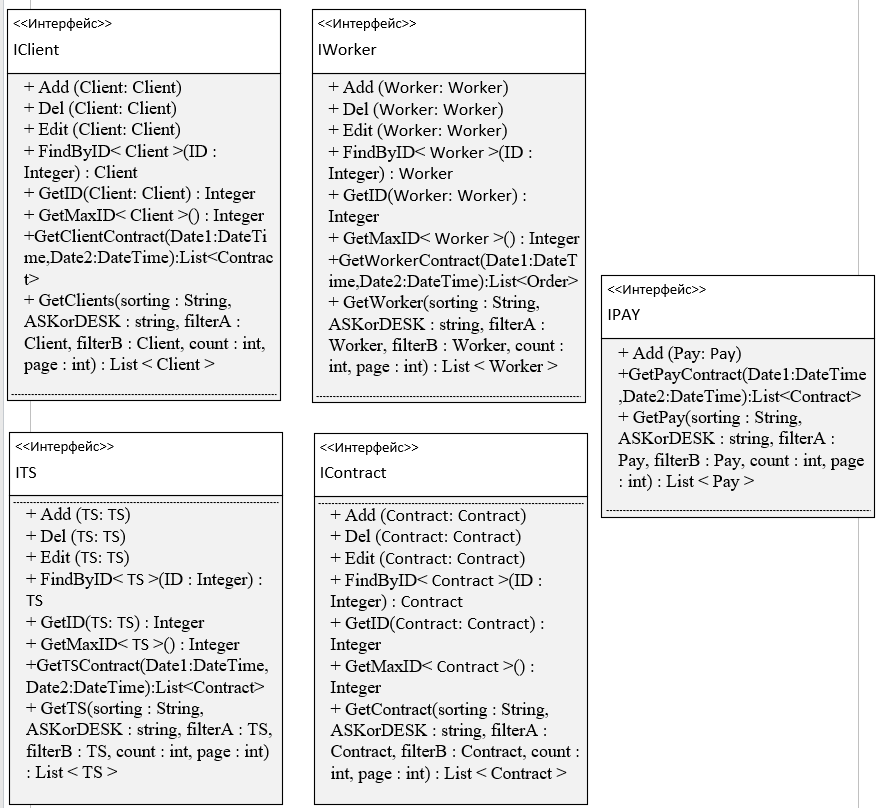 <<Интерфейс>>
IClient
+ Add (Client: Client)
+ Del (Client: Client)
+ Edit (Client: Client)
+ FindByID< Client >(ID :
Integer) : Client
+ GetID(Client: Client) : Integer
+ GetMaxID< Client >() : Integer
+GetClientContract(Date1:DateTi
me,Date2:DateTime):List<Contrac
t>
+ GetClients(sorting : String,
ASKorDESK : string, filterA :
Client, filterB : Client, count : int,
page : int) : List < Client >
<<Интерфейс>>
IWorker
+ Add (Worker: Worker)
+ Del (Worker: Worker)
+ Edit (Worker: Worker)
+ FindByID< Worker >(ID :
Integer) : Worker
+ GetID(Worker: Worker) :
Integer
+ GetMaxID< Worker >() : Integer
+GetWorkerContract(Date1:DateT
ime,Date2:DateTime):List<Order>
+ GetWorker(sorting : String,
ASKorDESK : string, filterA :
Worker, filterB : Worker, count :
int, page : int) : List < Worker >
<<Интерфейс>>
IPAY
+ Add (Pay: Pay)
+GetPayContract(Date1:DateTime
,Date2:DateTime):List<Contract>
+ GetPay(sorting : String,
ASKorDESK : string, filterA :
Pay, filterB : Pay, count : int, page
: int) : List < Pay >
<<Интерфейс>>
ITS
+ Add (TS: TS)
+ Del (TS: TS)
+ Edit (TS: TS)
+ FindByID< TS >(ID : Integer) :
TS
+ GetID(TS: TS) : Integer
+ GetMaxID< TS >() : Integer
+GetTSContract(Date1:DateTime,
Date2:DateTime):List<Contract>
+ GetTS(sorting : String,
ASKorDESK : string, filterA : TS,
filterB : TS, count : int, page : int)
: List < TS >
<<Интерфейс>>
IContract
+ Add (Contract: Contract)
+ Del (Contract: Contract)
+ Edit (Contract: Contract)
+ FindByID< Contract >(ID :
Integer) : Contract
+ GetID(Contract: Contract) :
Integer
+ GetMaxID< Contract >() :
Integer
+ GetContract(sorting : String,
ASKorDESK : string, filterA :
Contract, filterB : Contract, count :
int, page : int) : List < Contract >